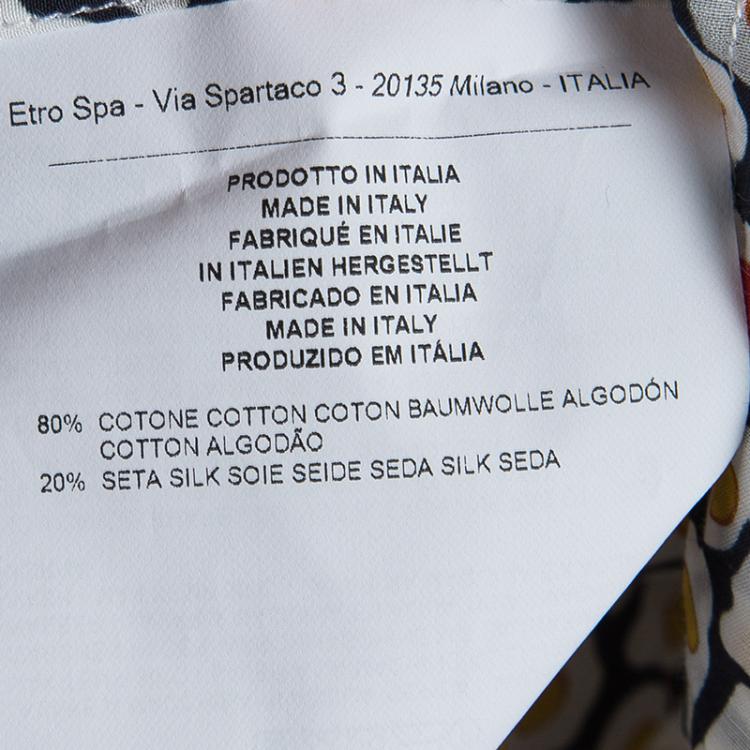 Etro Spa - Via Spartaco 3 - 20135 Milano - ITALIA
PRODOTTO IN ITALIA
MADE IN ITALY
FABRIQUÉ EN ITALIE
IN ITALIEN HERGESTELLT
FABRICADO EN ITALIA
MADE IN ITALY
PRODUZIDO EM ITÁLIA
80% COTONE COTTON COTON BAUMWOLLE ALGODÓN
COTTON ALGODÃO
20% SETA SILK SOIE SEIDE SEDA SILK SEDA